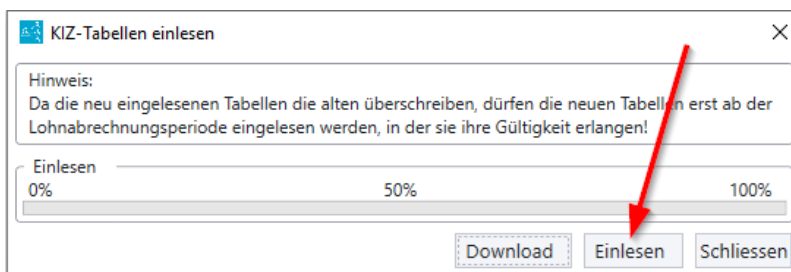 KIZ-Tabellen einlesen
Hinweis:
Da die neu eingelesenen Tabellen die alten überschreiben, dürfen die neuen Tabellen erst ab der
Lohnabrechnungsperiode eingelesen werden, in der sie ihre Gültigkeit erlangen!
Einlesen
0% 50% 100%
Download Einlesen Schliessen